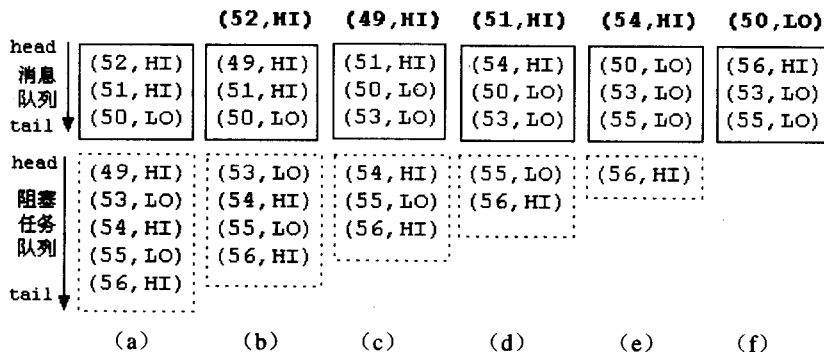 (52,HI) (49,HI) (51,HI) (54,HI) (50,LO)
head (52,HI) (49,HI) (51,HI) (54,HI) (50,LO) (56,HI)
消息 (51,HI) (51,HI) (50,LO) (50,LO) (53,LO) (53,LO)
队列 (50,LO) (50,LO) (53,LO) (53,LO) (55,LO) (55,LO)
tail
head (49,HI) (53,LO) (54,HI) (55,LO) (56,HI)
阻塞 (53,LO) (54,HI) (55,LO) (56,HI)
任务 (54,HI) (55,LO) (56,HI)
队列 (55,LO) (56,HI)
tail (56,HI)
(a) (b) (c) (d) (e) (f)